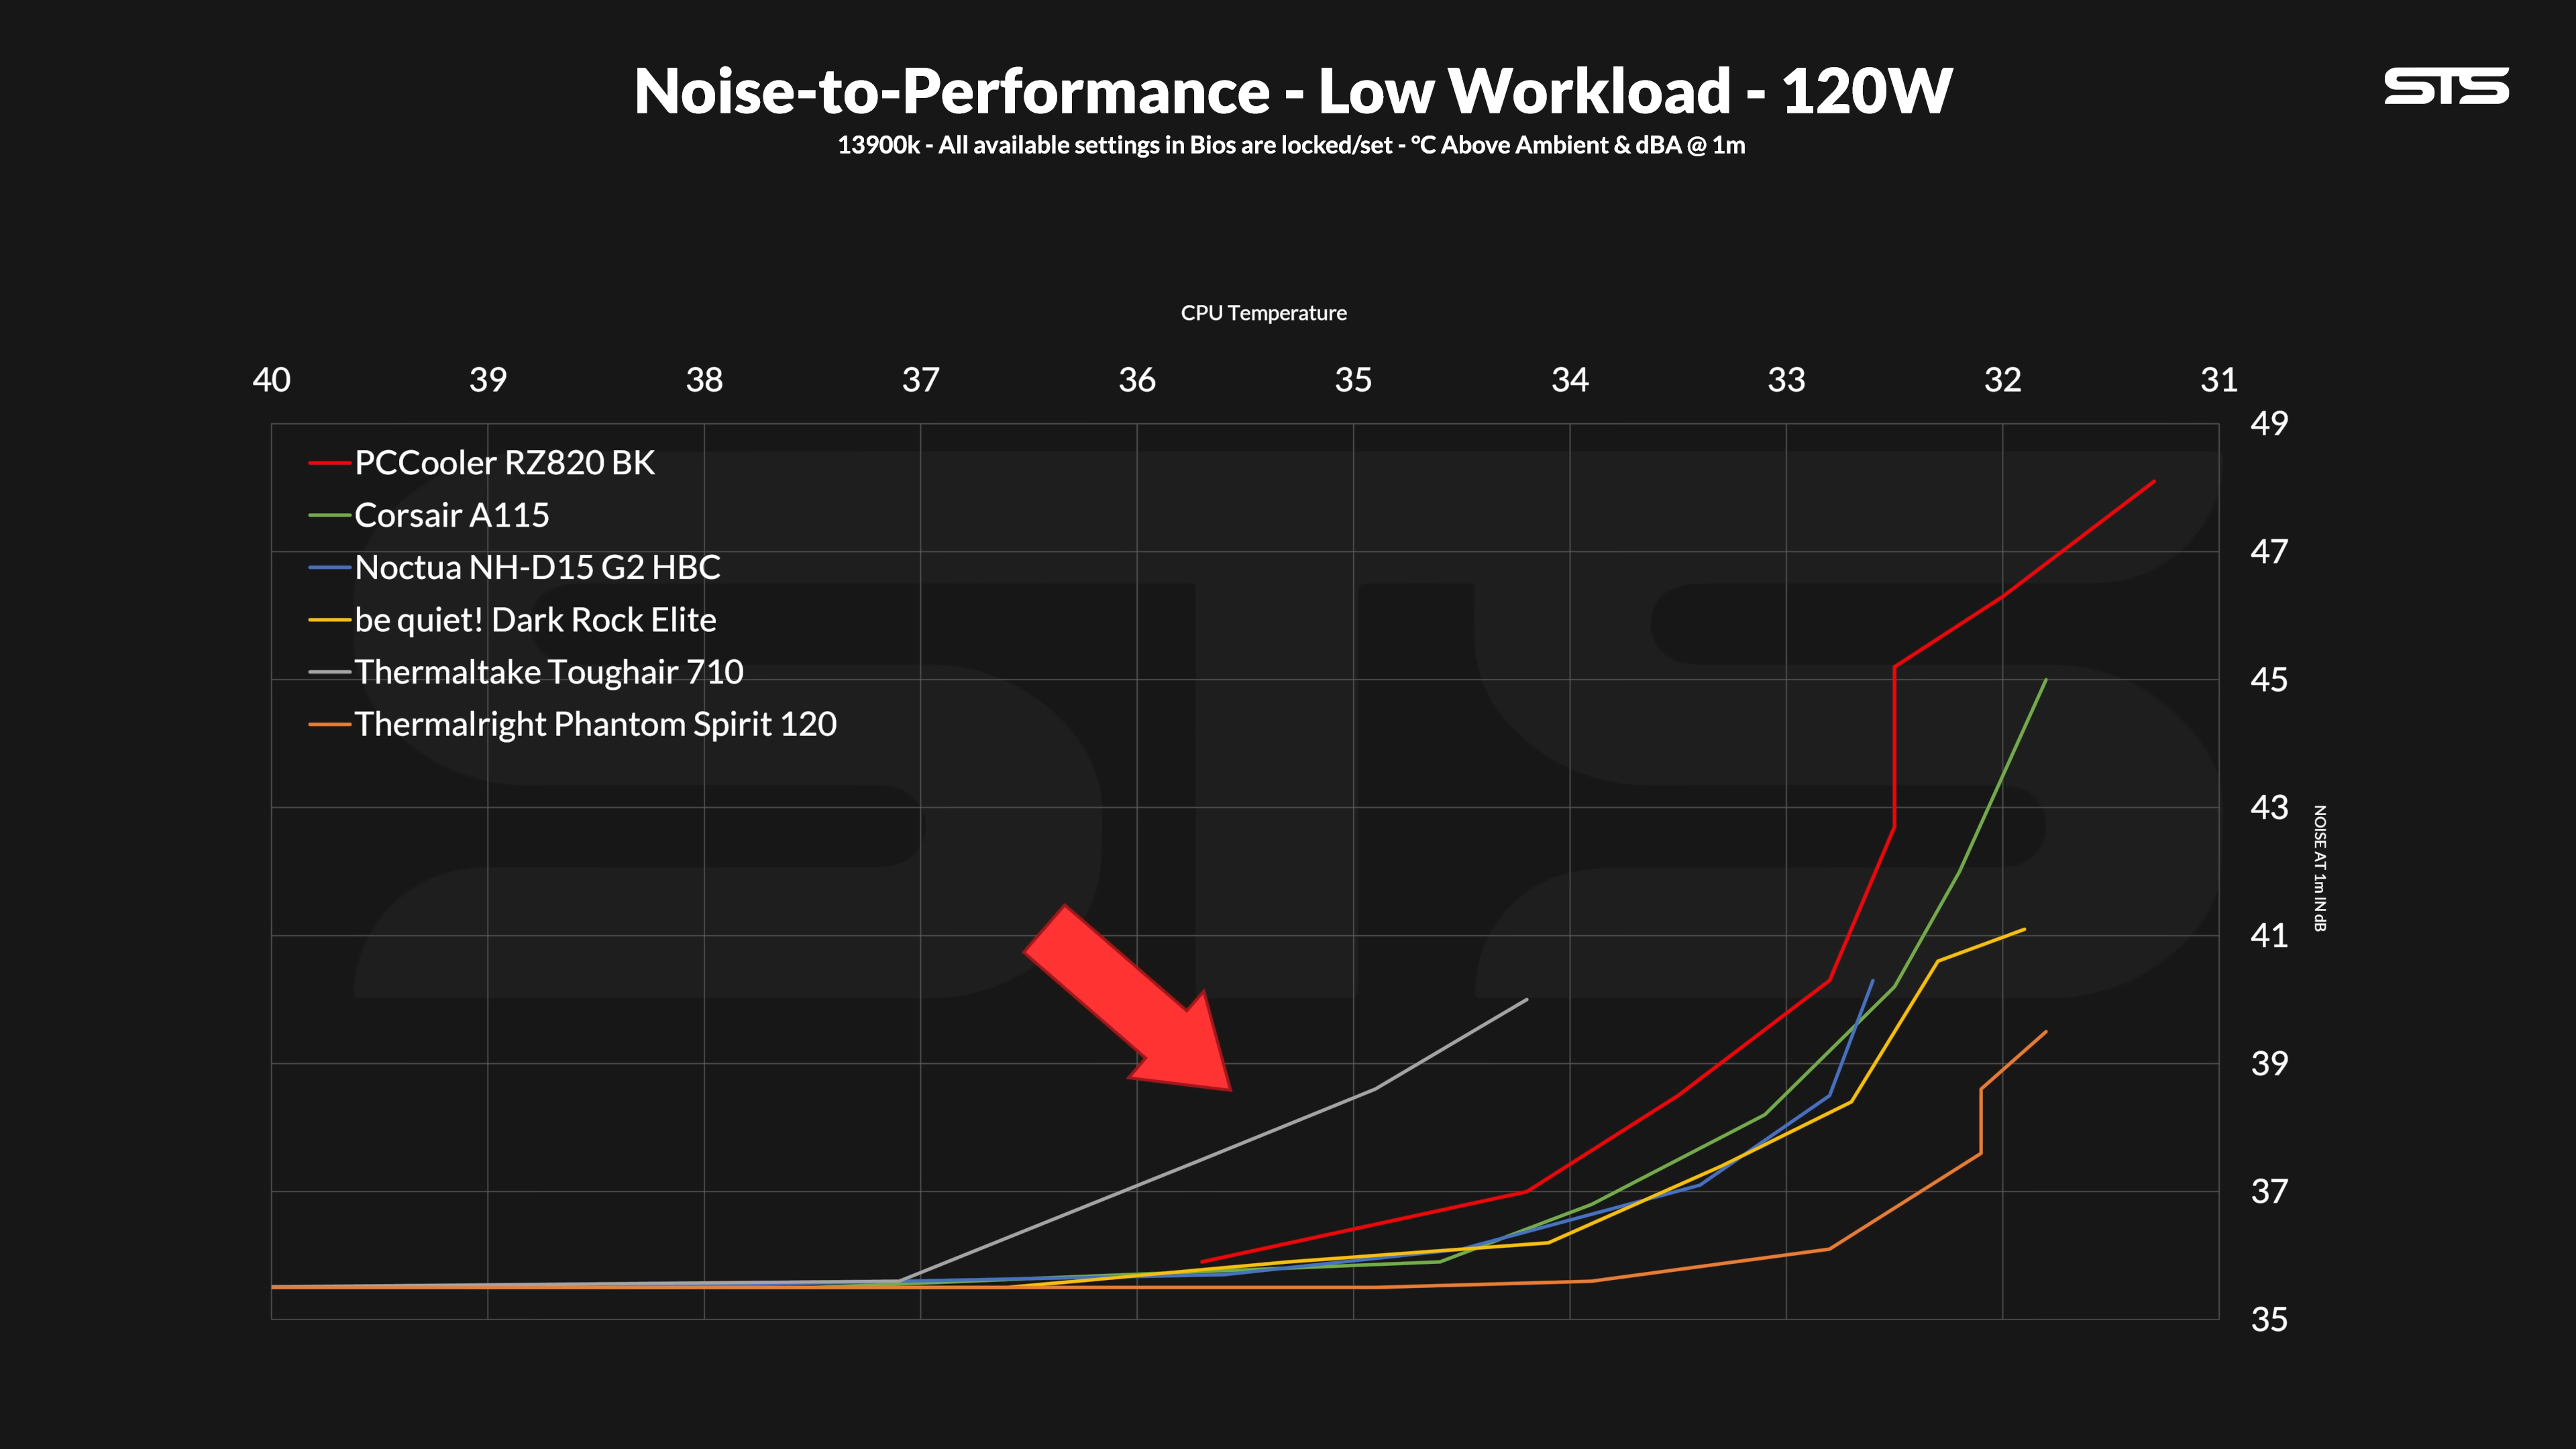 Noise-to-Performance - Low Workload - 120W
STS
13900k - All available settings in Bios are locked/set - °C Above Ambient & dBA @ 1m
CPU Temperature
40 39 38 37 36 35 34 33 32 31
49
PCCooler RZ820 BK
Corsair A115
47
Noctua NH-D15 G2 HBC
be quiet! Dark Rock Elite
Thermaltake Toughair 710
45
Thermalright Phantom Spirit 120
43
NOISE AT 1m IN dB
41
39
37
35